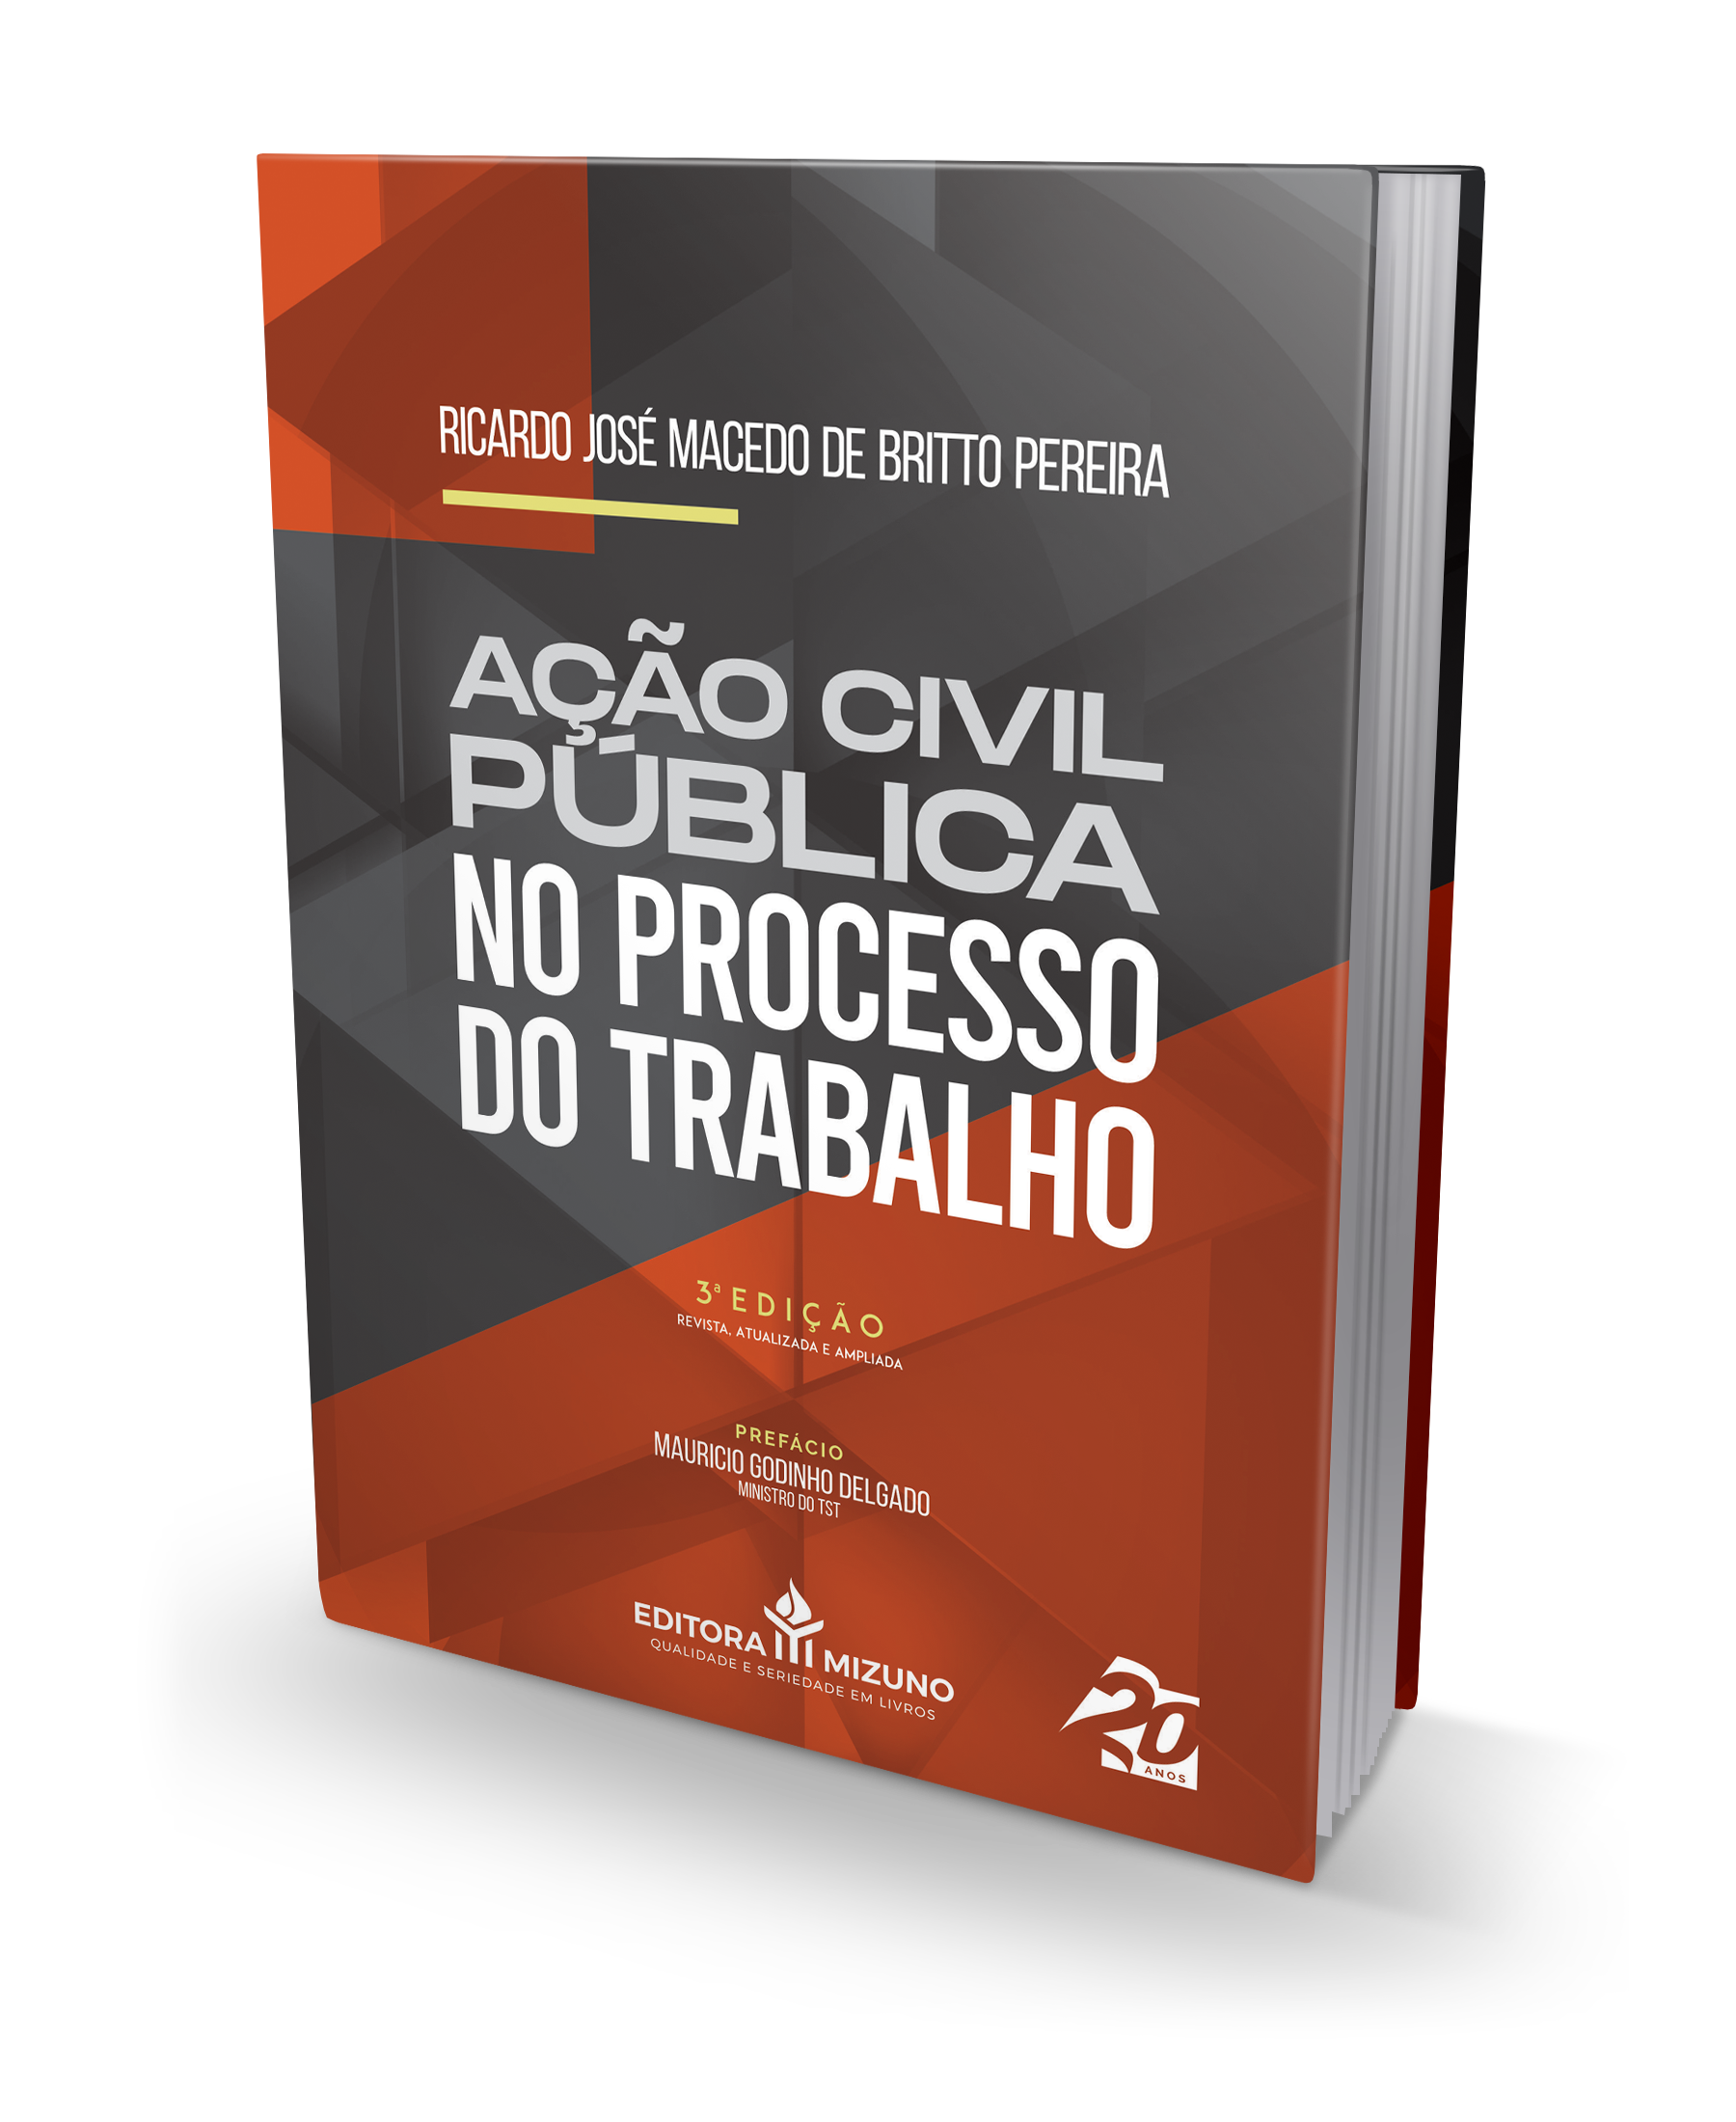 RICARDO JOSÉ MACEDO DE BRITTO PEREIRA
AÇÃO CIVIL
PÚBLICA
NO PROCESSO
DO TRABALHO
3ª EDIÇÃO
REVISTA, ATUALIZADA E AMPLIADA
PREFÁCIO
MAURICIO GODINHO DELGADO
MINISTRO DO TST
EDITORA MIZUNO
QUALIDADE E SERIEDADE EM LIVROS
20
ANOS